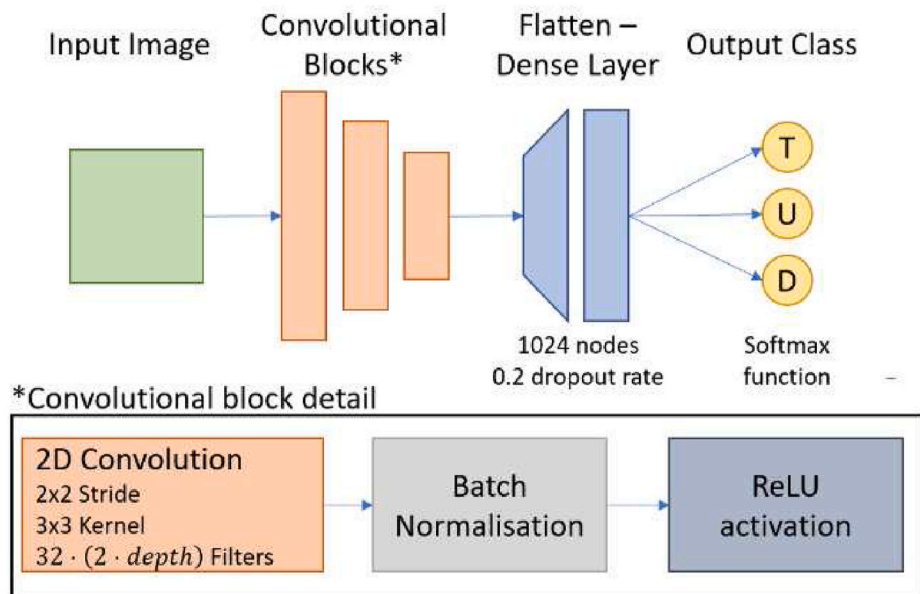 Input Image
Convolutional
Blocks*
Flatten –
Dense Layer
Output Class
T
U
D
1024 nodes
0.2 dropout rate
Softmax
function
*Convolutional block detail
2D Convolution
2x2 Stride
3x3 Kernel
32 · (2 · depth) Filters
Batch
Normalisation
ReLU
activation